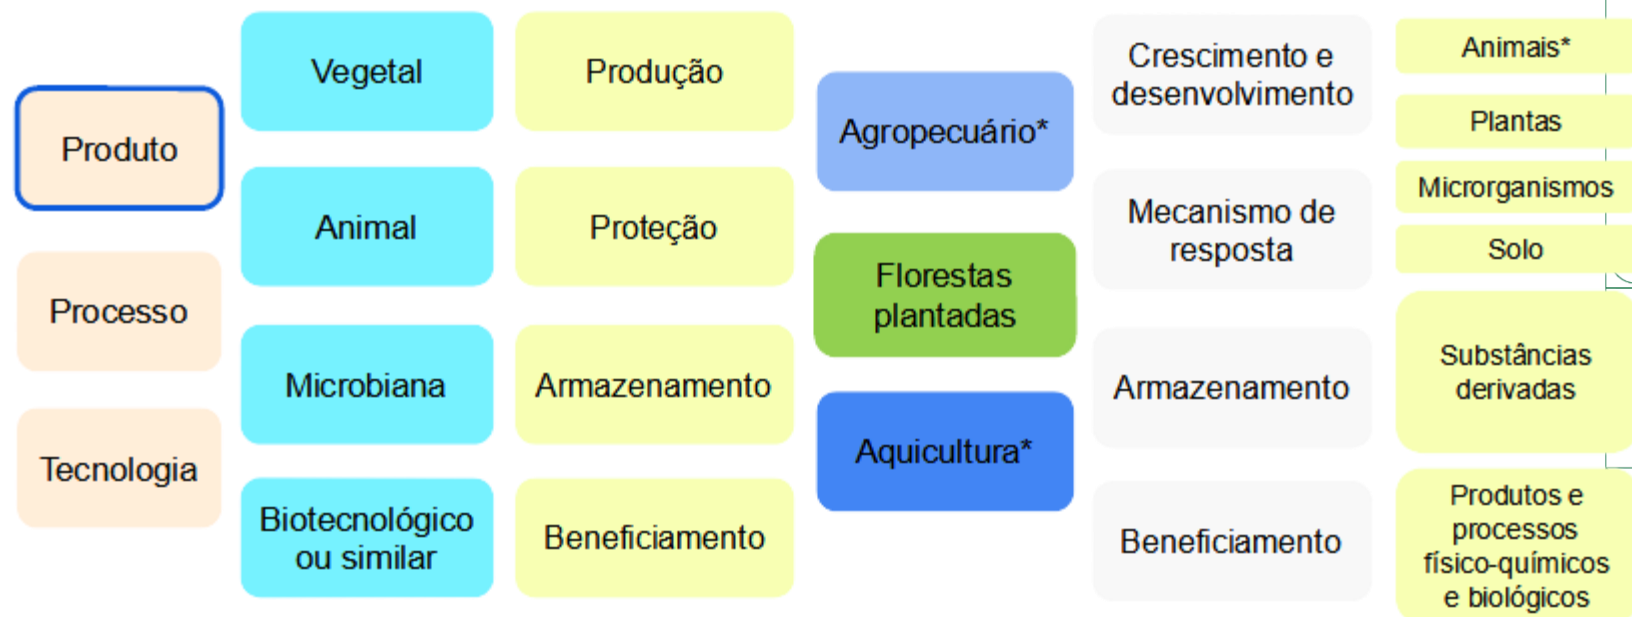 Produto
Processo
Tecnologia
Vegetal
Animal
Microbiana
Biotecnológico
ou similar
Produção
Proteção
Armazenamento
Beneficiamento
Agropecuário*
Florestas
plantadas
Aquicultura*
Crescimento e
desenvolvimento
Mecanismo de
resposta
Armazenamento
Beneficiamento
Animais*
Plantas
Microrganismos
Solo
Substâncias
derivadas
Produtos e
processos
físico-químicos
e biológicos